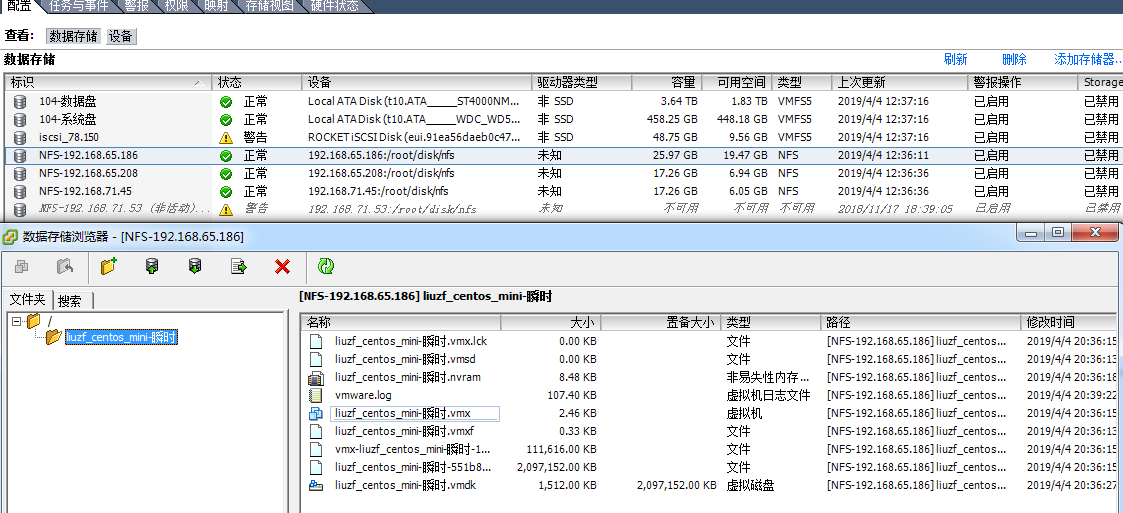 配置 任务与事件 警报 权限 映射 存储视图 硬件状态
查看: 数据存储 设备
数据存储 刷新 删除 添加存储器...
标识 状态 设备 驱动器类型 容量 可用空间 类型 上次更新 警报操作 Storage
104-数据盘 正常 Local ATA Disk (t10.ATA_____ST4000NM... 非 SSD 3.64 TB 1.83 TB VMFS5 2019/4/4 12:37:16 已启用 已禁用
104-系统盘 正常 Local ATA Disk (t10.ATA_____WDC_WD5... 非 SSD 458.25 GB 448.18 GB VMFS5 2019/4/4 12:37:16 已启用 已禁用
iscsi_78.150 警告 ROCKET iSCSI Disk (eui.91ea56daeb0c47... 非 SSD 48.75 GB 9.56 GB VMFS5 2019/4/4 12:37:16 已启用 已禁用
NFS-192.168.65.186 正常 192.168.65.186:/root/disk/nfs 未知 25.97 GB 19.47 GB NFS 2019/4/4 12:36:11 已启用 已禁用
NFS-192.168.65.208 正常 192.168.65.208:/root/disk/nfs 未知 17.26 GB 6.94 GB NFS 2019/4/4 12:36:36 已启用 已禁用
NFS-192.168.71.45 正常 192.168.71.45:/root/disk/nfs 未知 17.26 GB 6.05 GB NFS 2019/4/4 12:36:36 已启用 已禁用
NFS-192.168.71.53 (非活动)... 警告 192.168.71.53:/root/disk/nfs 未知 不可用 不可用 NFS 2018/11/17 18:39:05 已启用 已禁用
数据存储浏览器 - [NFS-192.168.65.186]
文件夹 搜索 [NFS-192.168.65.186] liuzf_centos_mini-瞬时
/
liuzf_centos_mini-瞬时
名称 大小 置备大小 类型 路径 修改时间
liuzf_centos_mini-瞬时.vmx.lck 0.00 KB 文件 [NFS-192.168.65.186] liuzf_centos... 2019/4/4 20:36:15
liuzf_centos_mini-瞬时.vmsd 0.00 KB 文件 [NFS-192.168.65.186] liuzf_centos... 2019/4/4 20:36:13
liuzf_centos_mini-瞬时.nvram 8.48 KB 非易失性内存... [NFS-192.168.65.186] liuzf_centos... 2019/4/4 20:36:18
vmware.log 107.40 KB 虚拟机日志文件 [NFS-192.168.65.186] liuzf_centos... 2019/4/4 20:39:22
liuzf_centos_mini-瞬时.vmx 2.46 KB 虚拟机 [NFS-192.168.65.186] liuzf_centos... 2019/4/4 20:36:15
liuzf_centos_mini-瞬时.vmxf 0.33 KB 文件 [NFS-192.168.65.186] liuzf_centos... 2019/4/4 20:36:13
vmx-liuzf_centos_mini-瞬时-1... 111,616.00 KB 文件 [NFS-192.168.65.186] liuzf_centos... 2019/4/4 20:36:15
liuzf_centos_mini-瞬时-551b8... 2,097,152.00 KB 文件 [NFS-192.168.65.186] liuzf_centos... 2019/4/4 20:36:15
liuzf_centos_mini-瞬时.vmdk 1,512.00 KB 2,097,152.00 KB 虚拟磁盘 [NFS-192.168.65.186] liuzf_centos... 2019/4/4 20:36:27